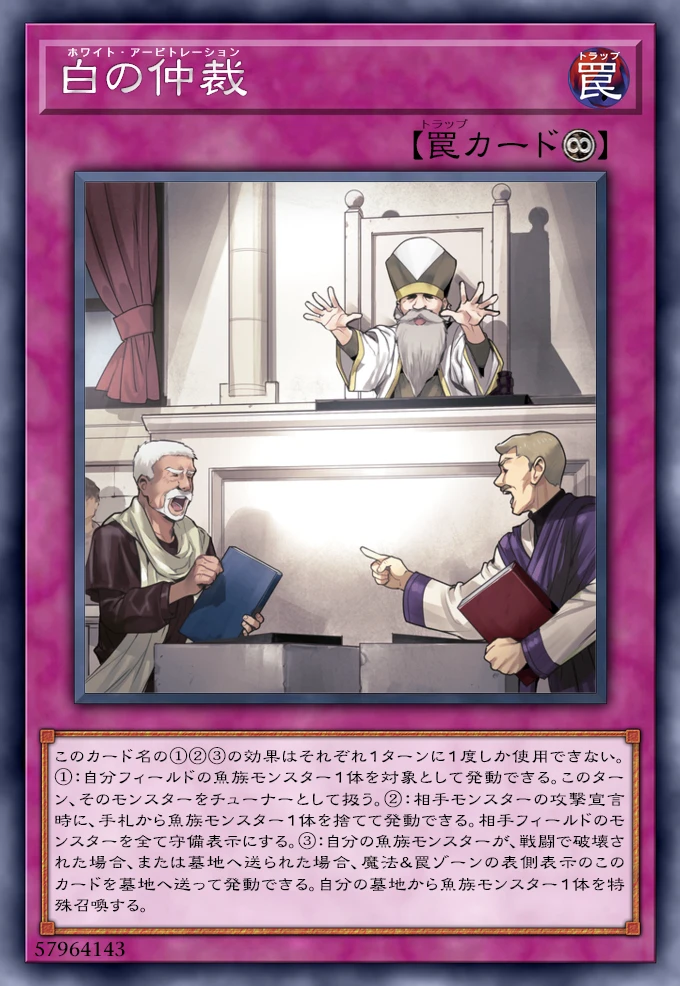 ホワイト・アービトレーション
白の仲裁
トラップ
罠
トラップ
【罠カード】
このカード名の①②③の効果はそれぞれ1ターンに1度しか使用できない。
①:自分フィールドの魚族モンスター1体を対象として発動できる。このター
ン、そのモンスターをチューナーとして扱う。②:相手モンスターの攻撃宣言
時に、手札から魚族モンスター1体を捨てて発動できる。相手フィールドのモ
ンスターを全て守備表示にする。③:自分の魚族モンスターが、戦闘で破壊さ
れた場合、または墓地へ送られた場合、魔法&罠ゾーンの表側表示のこの
カードを墓地へ送って発動できる。自分の墓地から魚族モンスター1体を特
殊召喚する。
57964143